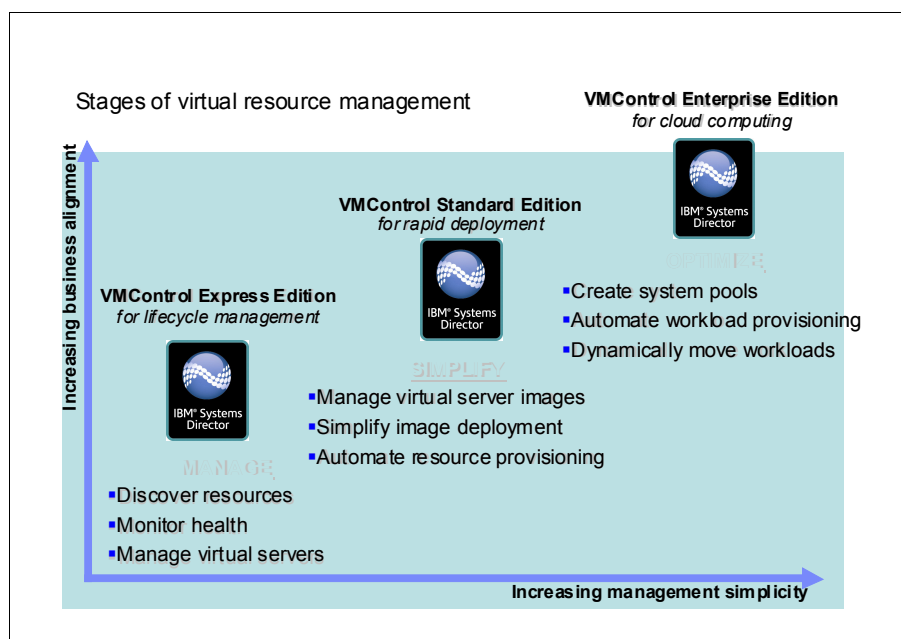 Stages of virtual resource management
VMControl Enterprise Edition
for cloud computing
IBM® Systems
Director
OPTIMIZE
▪Create system pools
▪Automate workload provisioning
▪Dynamically move workloads
VMControl Standard Edition
for rapid deployment
IBM® Systems
Director
SIMPLIFY
▪Manage virtual server images
▪Simplify image deployment
▪Automate resource provisioning
VMControl Express Edition
for lifecycle management
IBM® Systems
Director
MANAGE
▪Discover resources
▪Monitor health
▪Manage virtual servers
Increasing business alignment
Increasing management simplicity